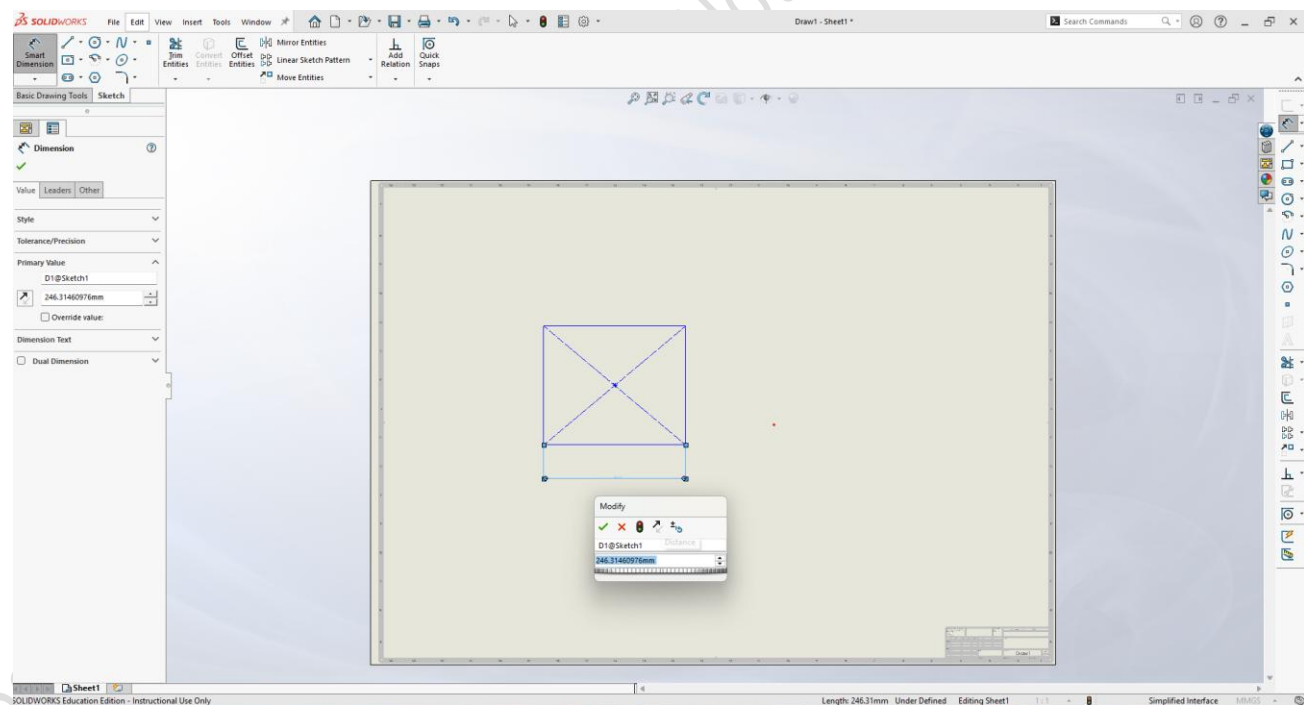 SOLIDWORKS File Edit View Insert Tools Window
Draw1 - Sheet1 *
Search Commands
Smart Dimension
Trim Entities
Convert Entities
Offset Entities
Mirror Entities
Linear Sketch Pattern
Move Entities
Add Relation
Quick Snaps
Basic Drawing Tools Sketch
Dimension
Value Leaders Other
Style
Tolerance/Precision
Primary Value
D1@Sketch1
246.31460976mm
Override value:
Dimension Text
Dual Dimension
Modify
D1@Sketch1
Distance
246.31460976mm
Sheet1
SOLIDWORKS Education Edition - Instructional Use Only
Length: 246.31mm Under Defined Editing Sheet1 1:1 Simplified Interface MMGS